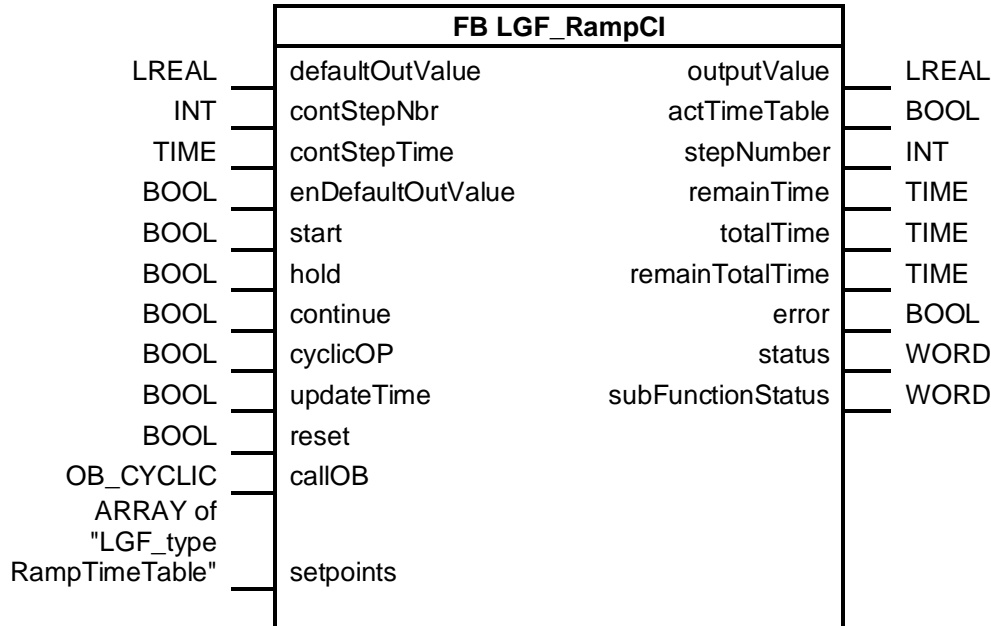 FB LGF_RampCI
LREAL defaultOutValue outputValue LREAL
INT contStepNbr actTimeTable BOOL
TIME contStepTime stepNumber INT
BOOL enDefaultOutValue remainTime TIME
BOOL start totalTime TIME
BOOL hold remainTotalTime TIME
BOOL continue error BOOL
BOOL cyclicOP status WORD
BOOL updateTime subFunctionStatus WORD
BOOL reset
OB_CYCLIC callOB
ARRAY of
"LGF_type
RampTimeTable" setpoints